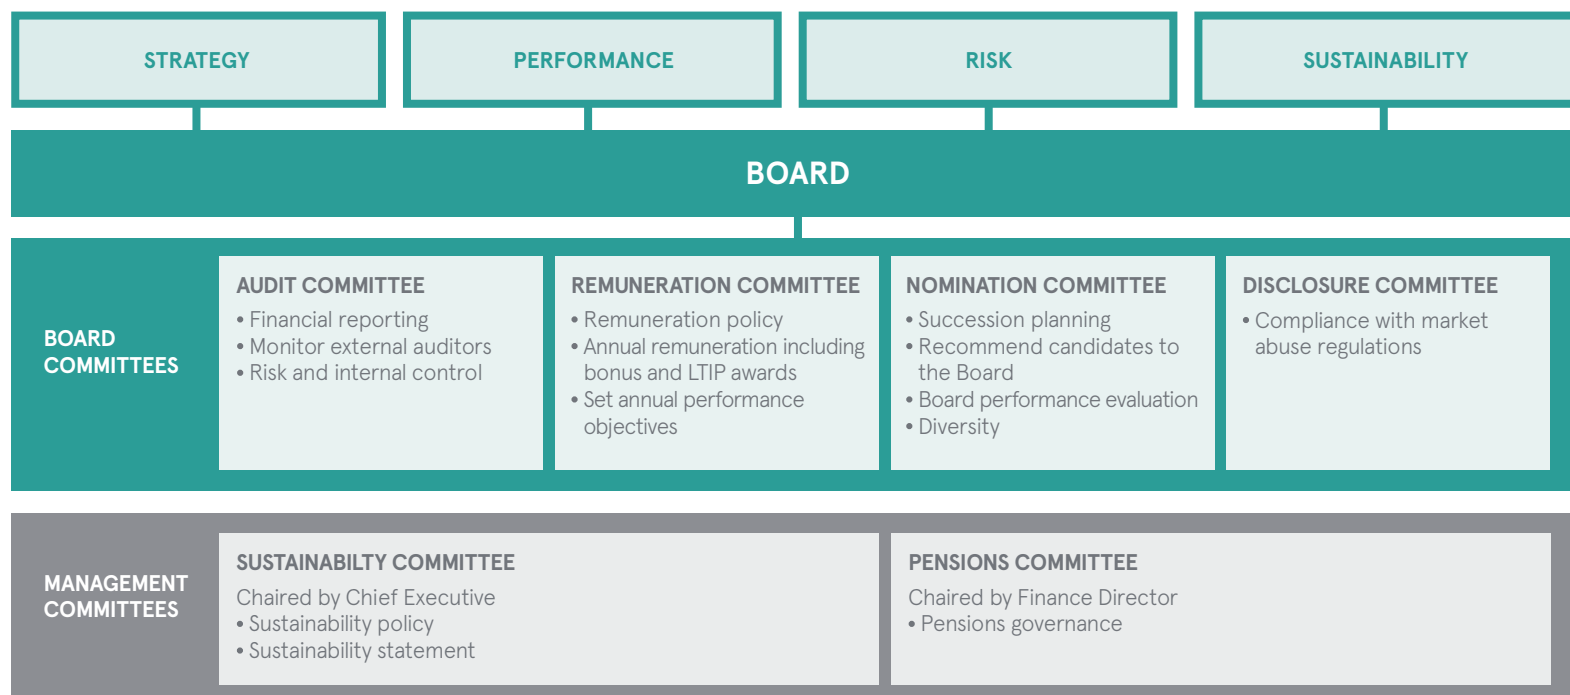 STRATEGY
PERFORMANCE
RISK
SUSTAINABILITY
BOARD
BOARD
COMMITTEES
AUDIT COMMITTEE
• Financial reporting
• Monitor external auditors
• Risk and internal control
REMUNERATION COMMITTEE
• Remuneration policy
• Annual remuneration including
bonus and LTIP awards
• Set annual performance
objectives
NOMINATION COMMITTEE
• Succession planning
• Recommend candidates to
the Board
• Board performance evaluation
• Diversity
DISCLOSURE COMMITTEE
• Compliance with market
abuse regulations
MANAGEMENT
COMMITTEES
SUSTAINABILTY COMMITTEE
Chaired by Chief Executive
• Sustainability policy
• Sustainability statement
PENSIONS COMMITTEE
Chaired by Finance Director
• Pensions governance